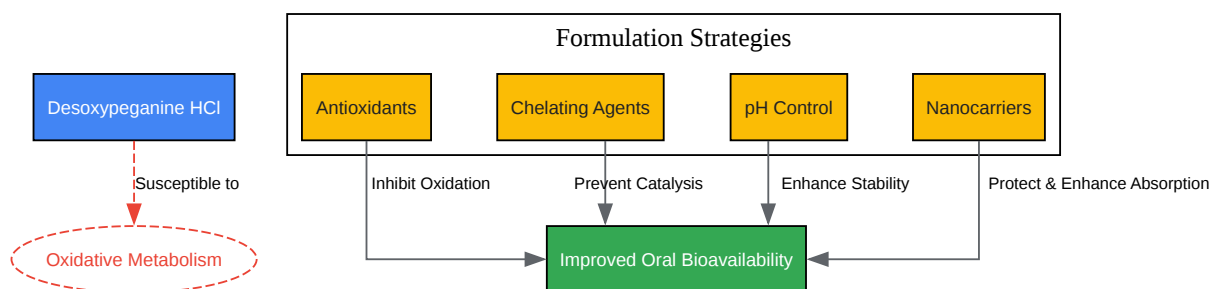 Formulation Strategies
Desoxypeganine HCl
Antioxidants
Chelating Agents
pH Control
Nanocarriers
Susceptible to
Inhibit Oxidation
Prevent Catalysis
Enhance Stability
Protect & Enhance Absorption
Oxidative Metabolism
Improved Oral Bioavailability